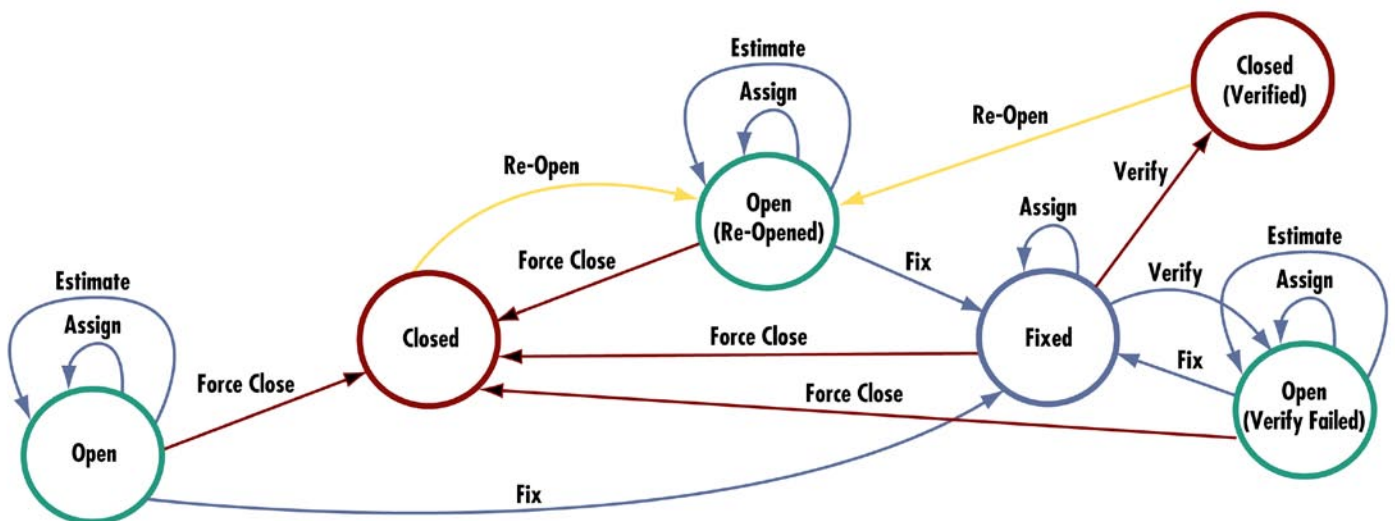 Estimate
Assign
Closed
(Verified)
Re-Open
Re-Open
Verify
Open
(Re-Opened)
Assign
Estimate
Force Close
Fix
Verify
Assign
Estimate
Assign
Closed
Force Close
Fixed
Fix
Force Close
Force Close
Open
(Verify Failed)
Open
Fix